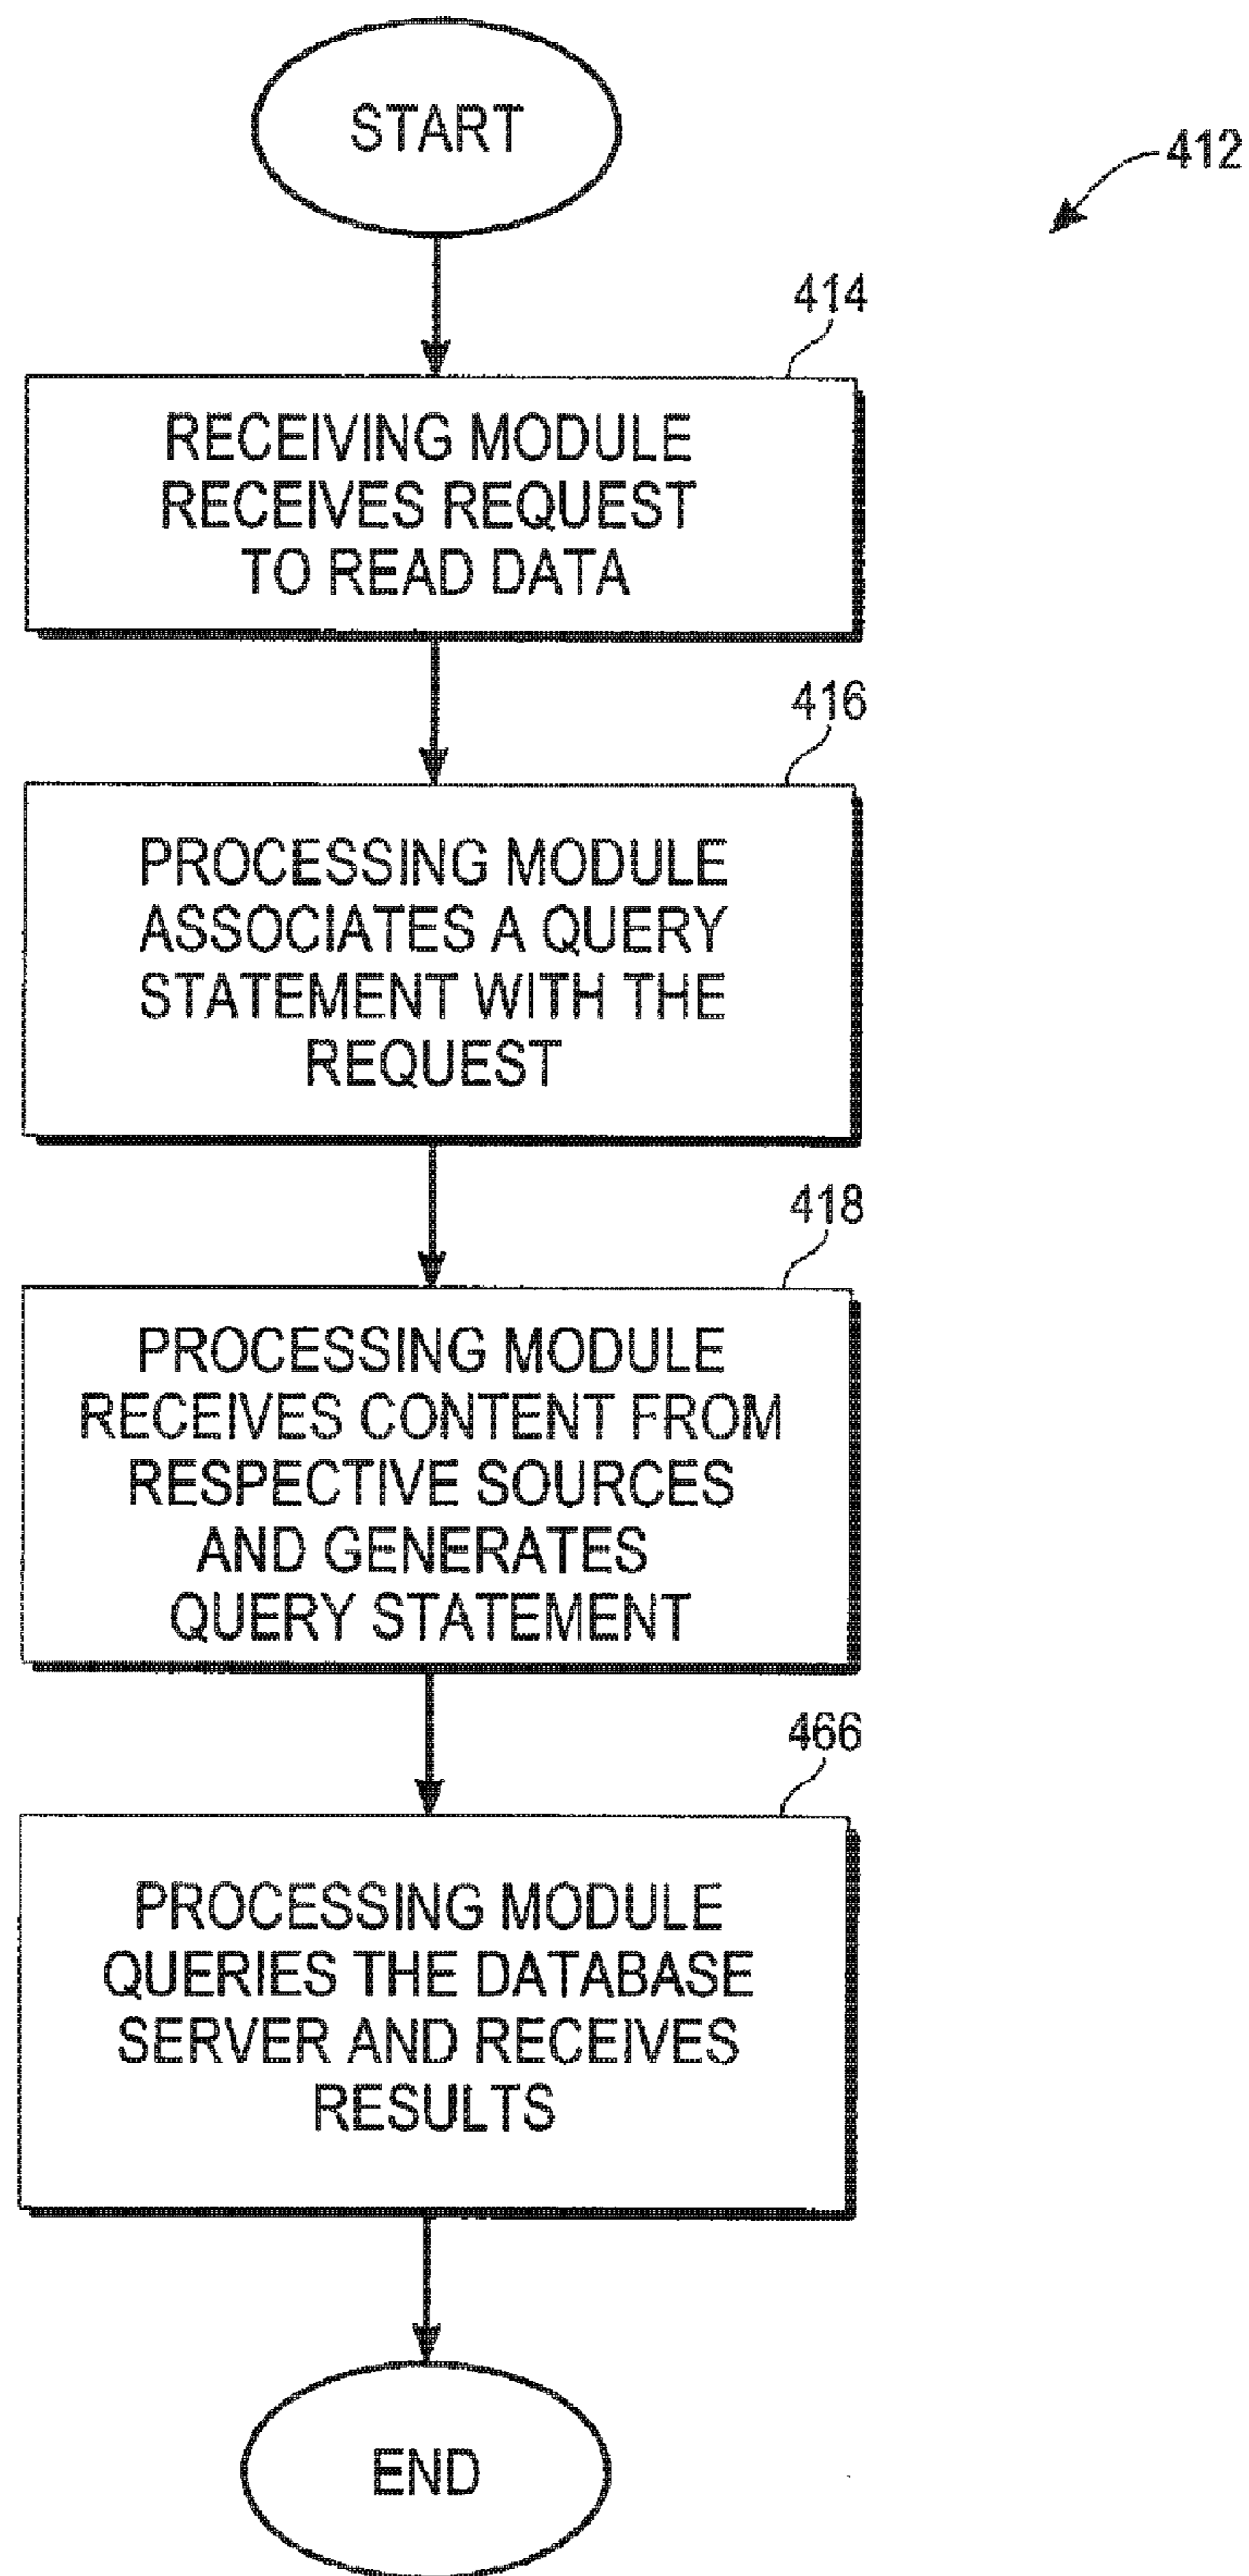 START
412
414
RECEIVING MODULE
RECEIVES REQUEST
TO READ DATA
416
PROCESSING MODULE
ASSOCIATES A QUERY
STATEMENT WITH THE
REQUEST
418
PROCESSING MODULE
RECEIVES CONTENT FROM
RESPECTIVE SOURCES
AND GENERATES
QUERY STATEMENT
466
PROCESSING MODULE
QUERIES THE DATABASE
SERVER AND RECEIVES
RESULTS
END